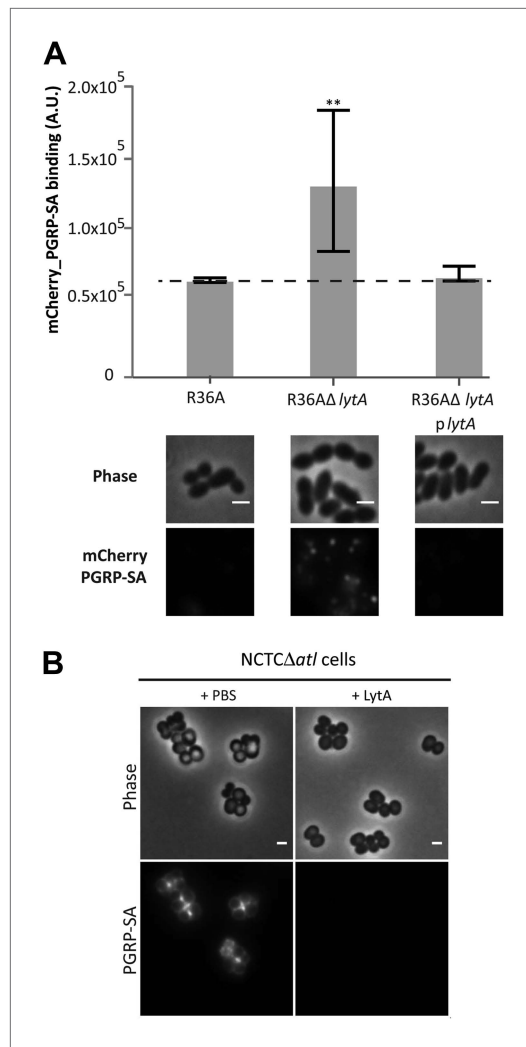 A
mCherry_PGRP-SA binding (A.U.)
2.0x10^5
1.5x10^5
1.0x10^5
0.5x10^5
0
**
R36A
R36AΔ lytA
R36AΔ lytA
p lytA
Phase
mCherry
PGRP-SA
B
NCTCΔatl cells
+ PBS
+ LytA
Phase
PGRP-SA